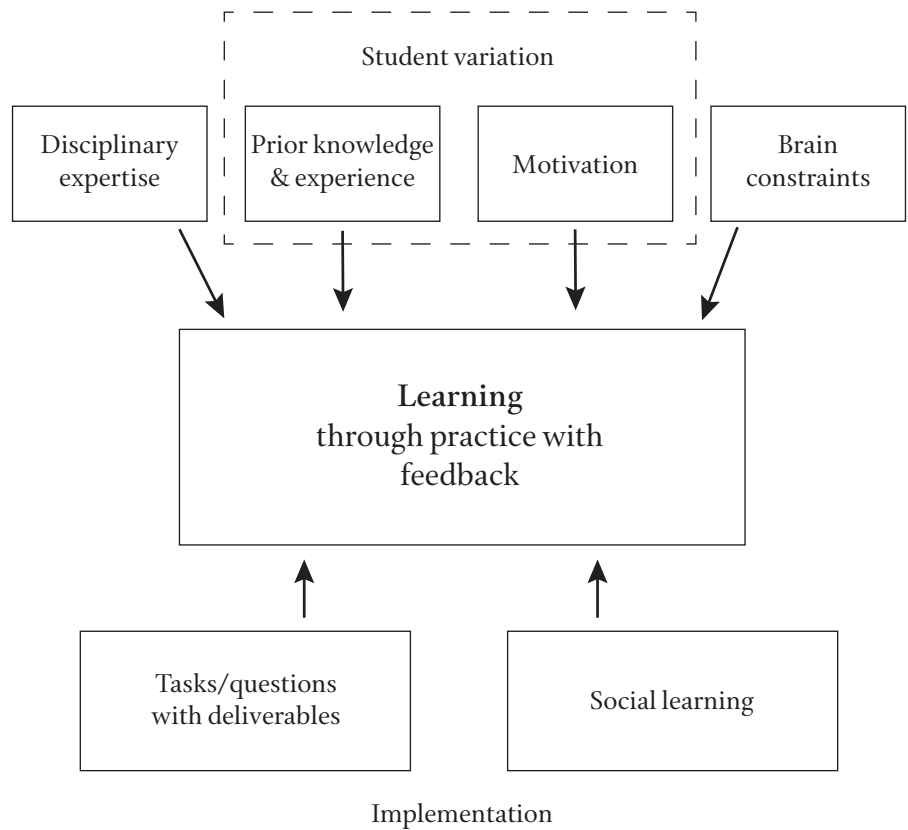 Student variation
Disciplinary
expertise
Prior knowledge
& experience
Motivation
Brain
constraints
Learning
through practice with
feedback
Tasks/questions
with deliverables
Social learning
Implementation